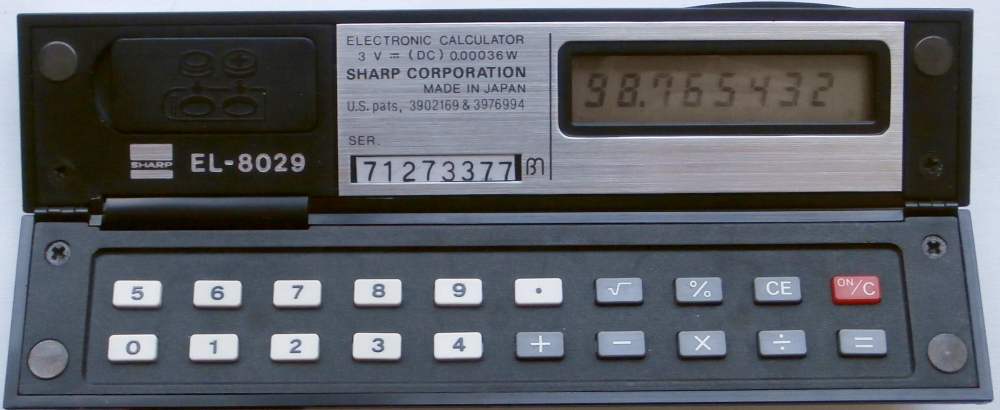 ELECTRONIC CALCULATOR
3 V ⎓ (DC) 0.00036W
SHARP CORPORATION
MADE IN JAPAN
U.S. pats, 3902169 & 3976994
SER.
71273377
98.765432
SHARP EL-8029
5 6 7 8 9 • √ % CE ON/C
0 1 2 3 4 + − × ÷ =